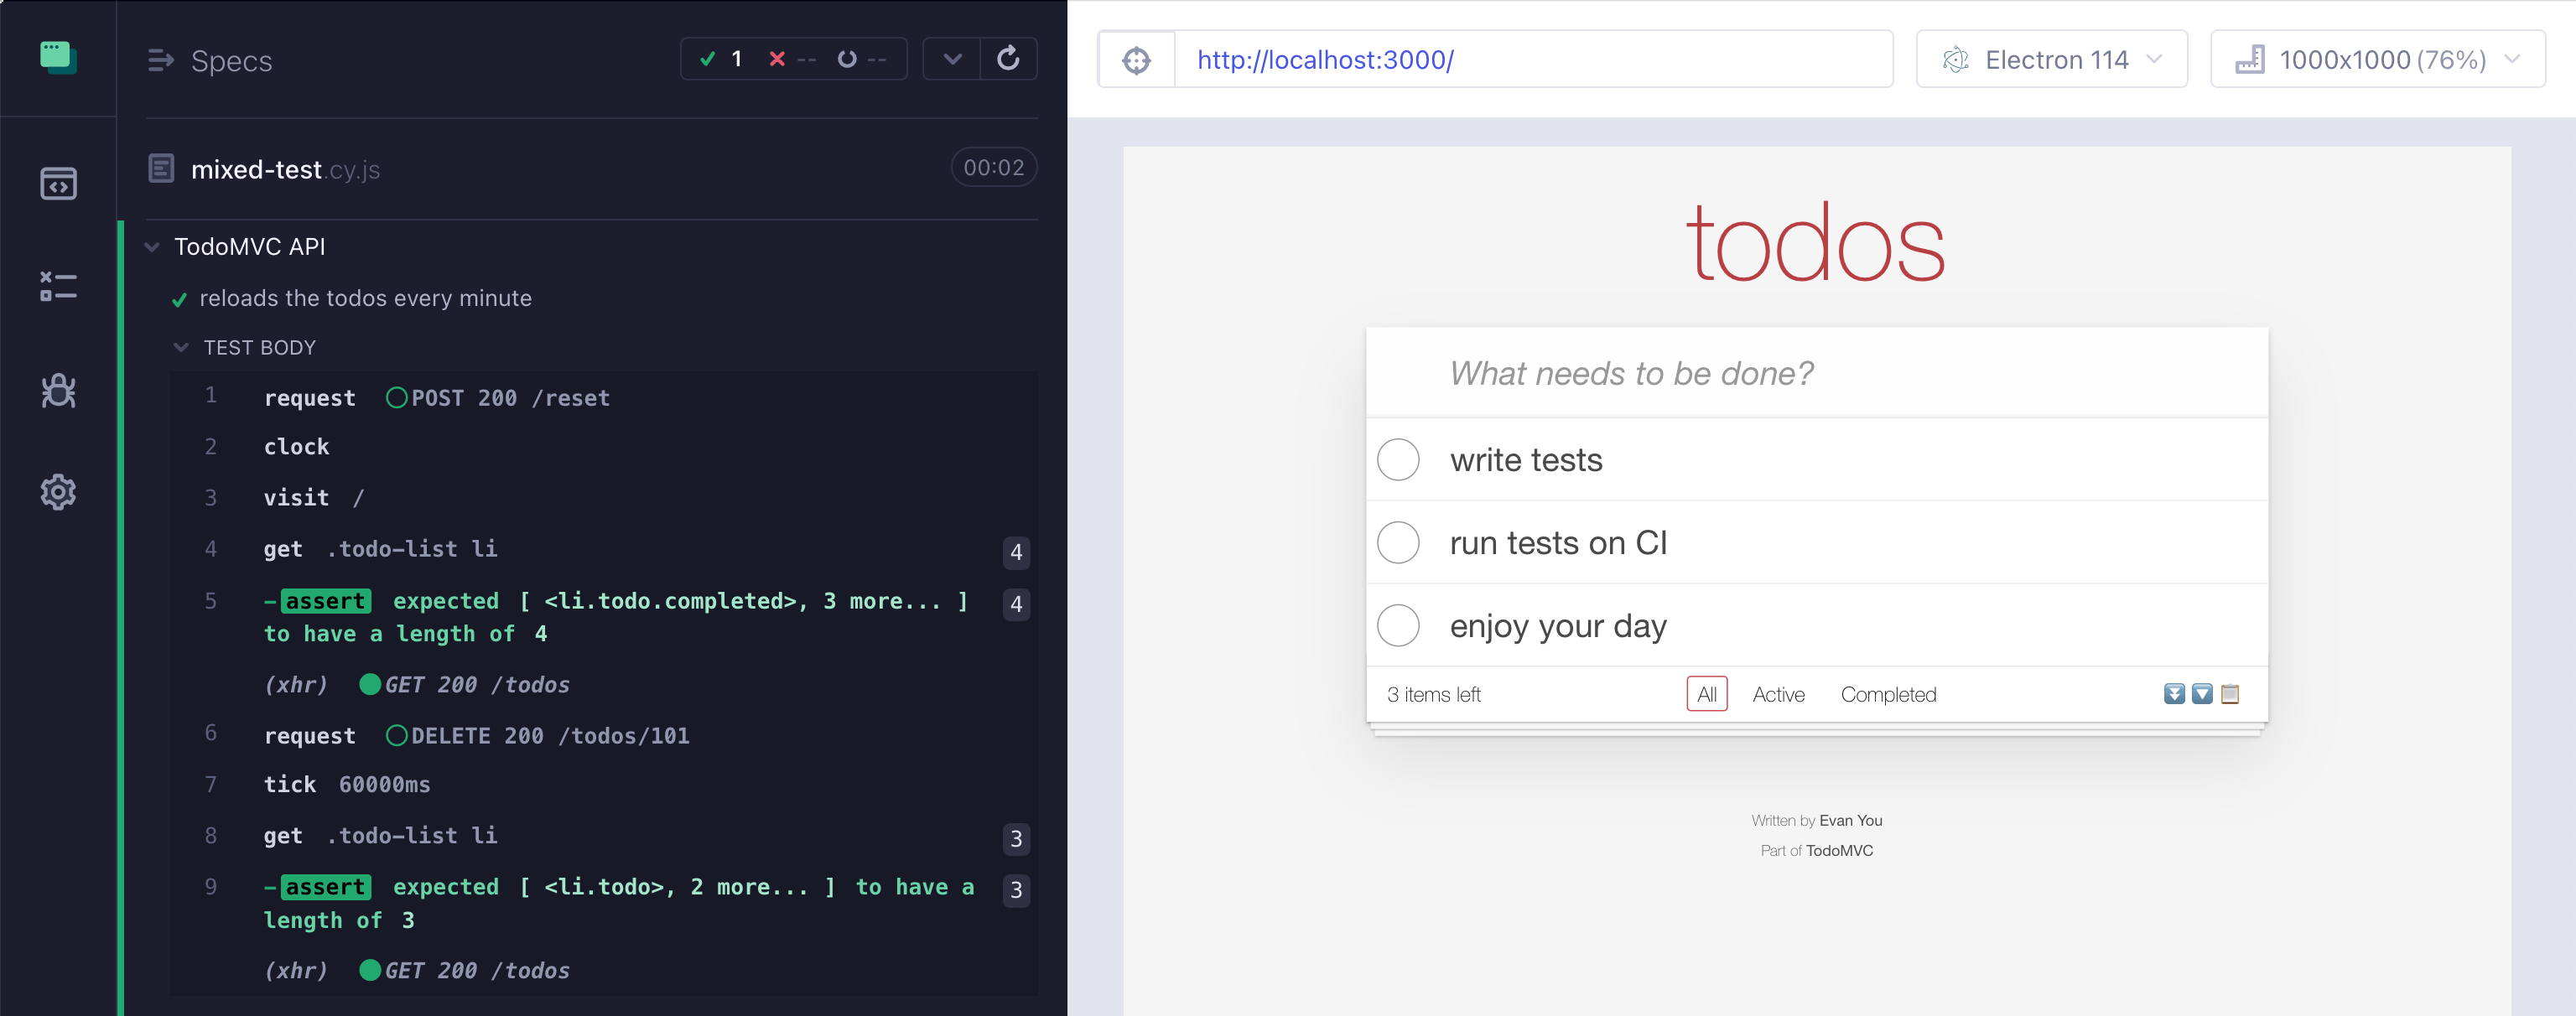 Specs
1 -- --
mixed-test.cy.js 00:02
TodoMVC API
reloads the todos every minute
TEST BODY
1 request POST 200 /reset
2 clock
3 visit /
4 get .todo-list li 4
5 -assert expected [ <li.todo.completed>, 3 more... ] 4
to have a length of 4
(xhr) GET 200 /todos
6 request DELETE 200 /todos/101
7 tick 60000ms
8 get .todo-list li 3
9 -assert expected [ <li.todo>, 2 more... ] to have a 3
length of 3
(xhr) GET 200 /todos
http://localhost:3000/
Electron 114
1000x1000 (76%)
todos
What needs to be done?
write tests
run tests on CI
enjoy your day
3 items left All Active Completed
Written by Evan You
Part of TodoMVC